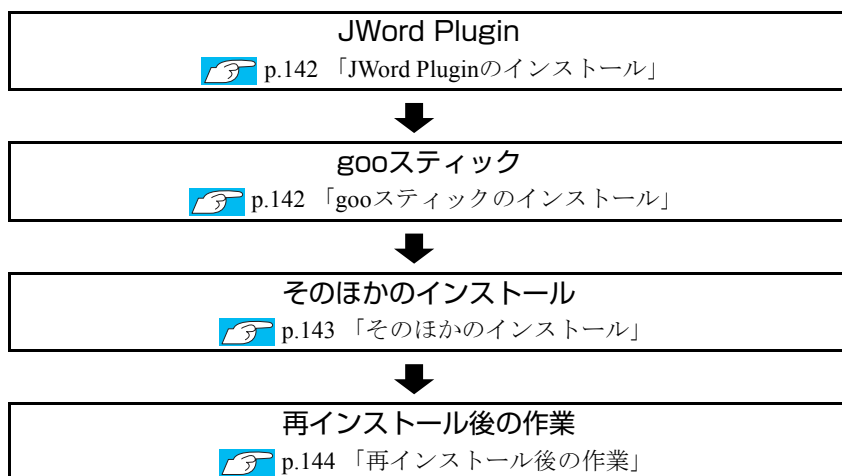 JWord Plugin
p.142 「JWord Pluginのインストール」
gooスティック
p.142 「gooスティックのインストール」
そのほかのインストール
p.143 「そのほかのインストール」
再インストール後の作業
p.144 「再インストール後の作業」